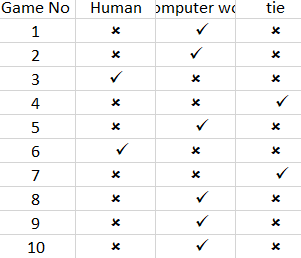 Game No Human omputer wo tie
1 × ✓ ×
2 × ✓ ×
3 ✓ × ×
4 × × ✓
5 × ✓ ×
6 ✓ × ×
7 × × ✓
8 × ✓ ×
9 × ✓ ×
10 × ✓ ×